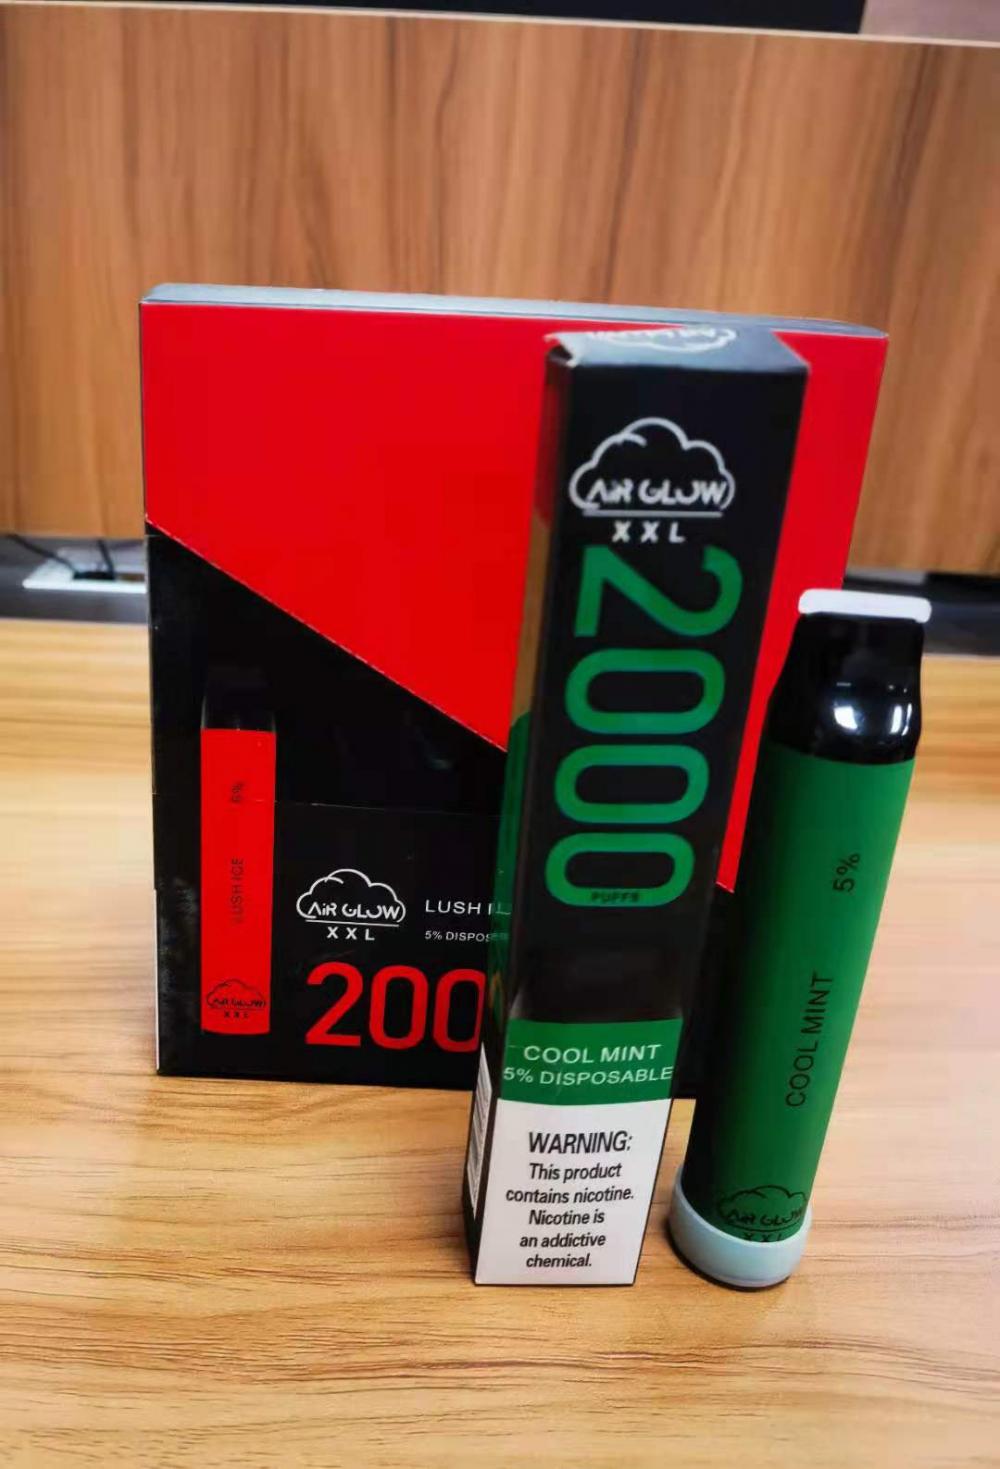 AIR GLOW
XXL
2000
PUFFS
COOL MINT
5% DISPOSABLE
WARNING:
This product
contains nicotine.
Nicotine is
an addictive
chemical.
5%
COOL MINT
AIR GLOW
XXL
5%
LUSH ICE
AIR GLOW
XXL
AIR GLOW
XXL
LUSH
5% DISPOS
200